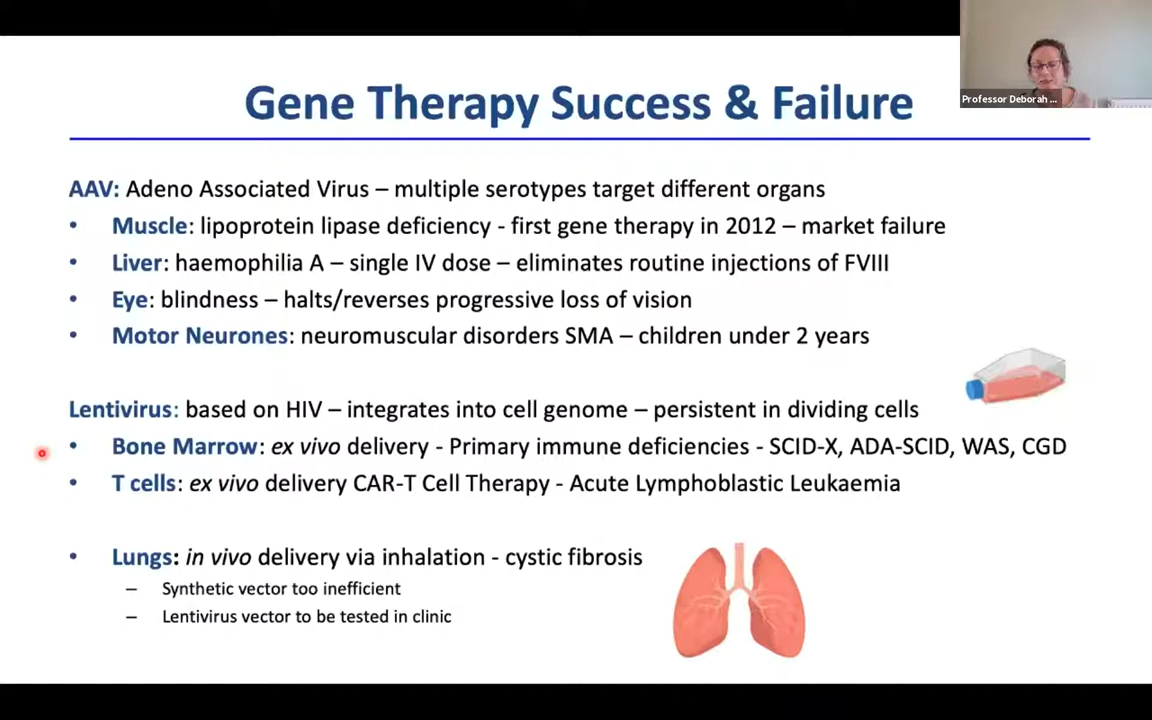 Professor Deborah ...
Gene Therapy Success & Failure
AAV: Adeno Associated Virus – multiple serotypes target different organs
• Muscle: lipoprotein lipase deficiency - first gene therapy in 2012 – market failure
• Liver: haemophilia A – single IV dose – eliminates routine injections of FVIII
• Eye: blindness – halts/reverses progressive loss of vision
• Motor Neurones: neuromuscular disorders SMA – children under 2 years
Lentivirus: based on HIV – integrates into cell genome – persistent in dividing cells
• Bone Marrow: ex vivo delivery - Primary immune deficiencies - SCID-X, ADA-SCID, WAS, CGD
• T cells: ex vivo delivery CAR-T Cell Therapy - Acute Lymphoblastic Leukaemia
• Lungs: in vivo delivery via inhalation - cystic fibrosis
– Synthetic vector too inefficient
– Lentivirus vector to be tested in clinic